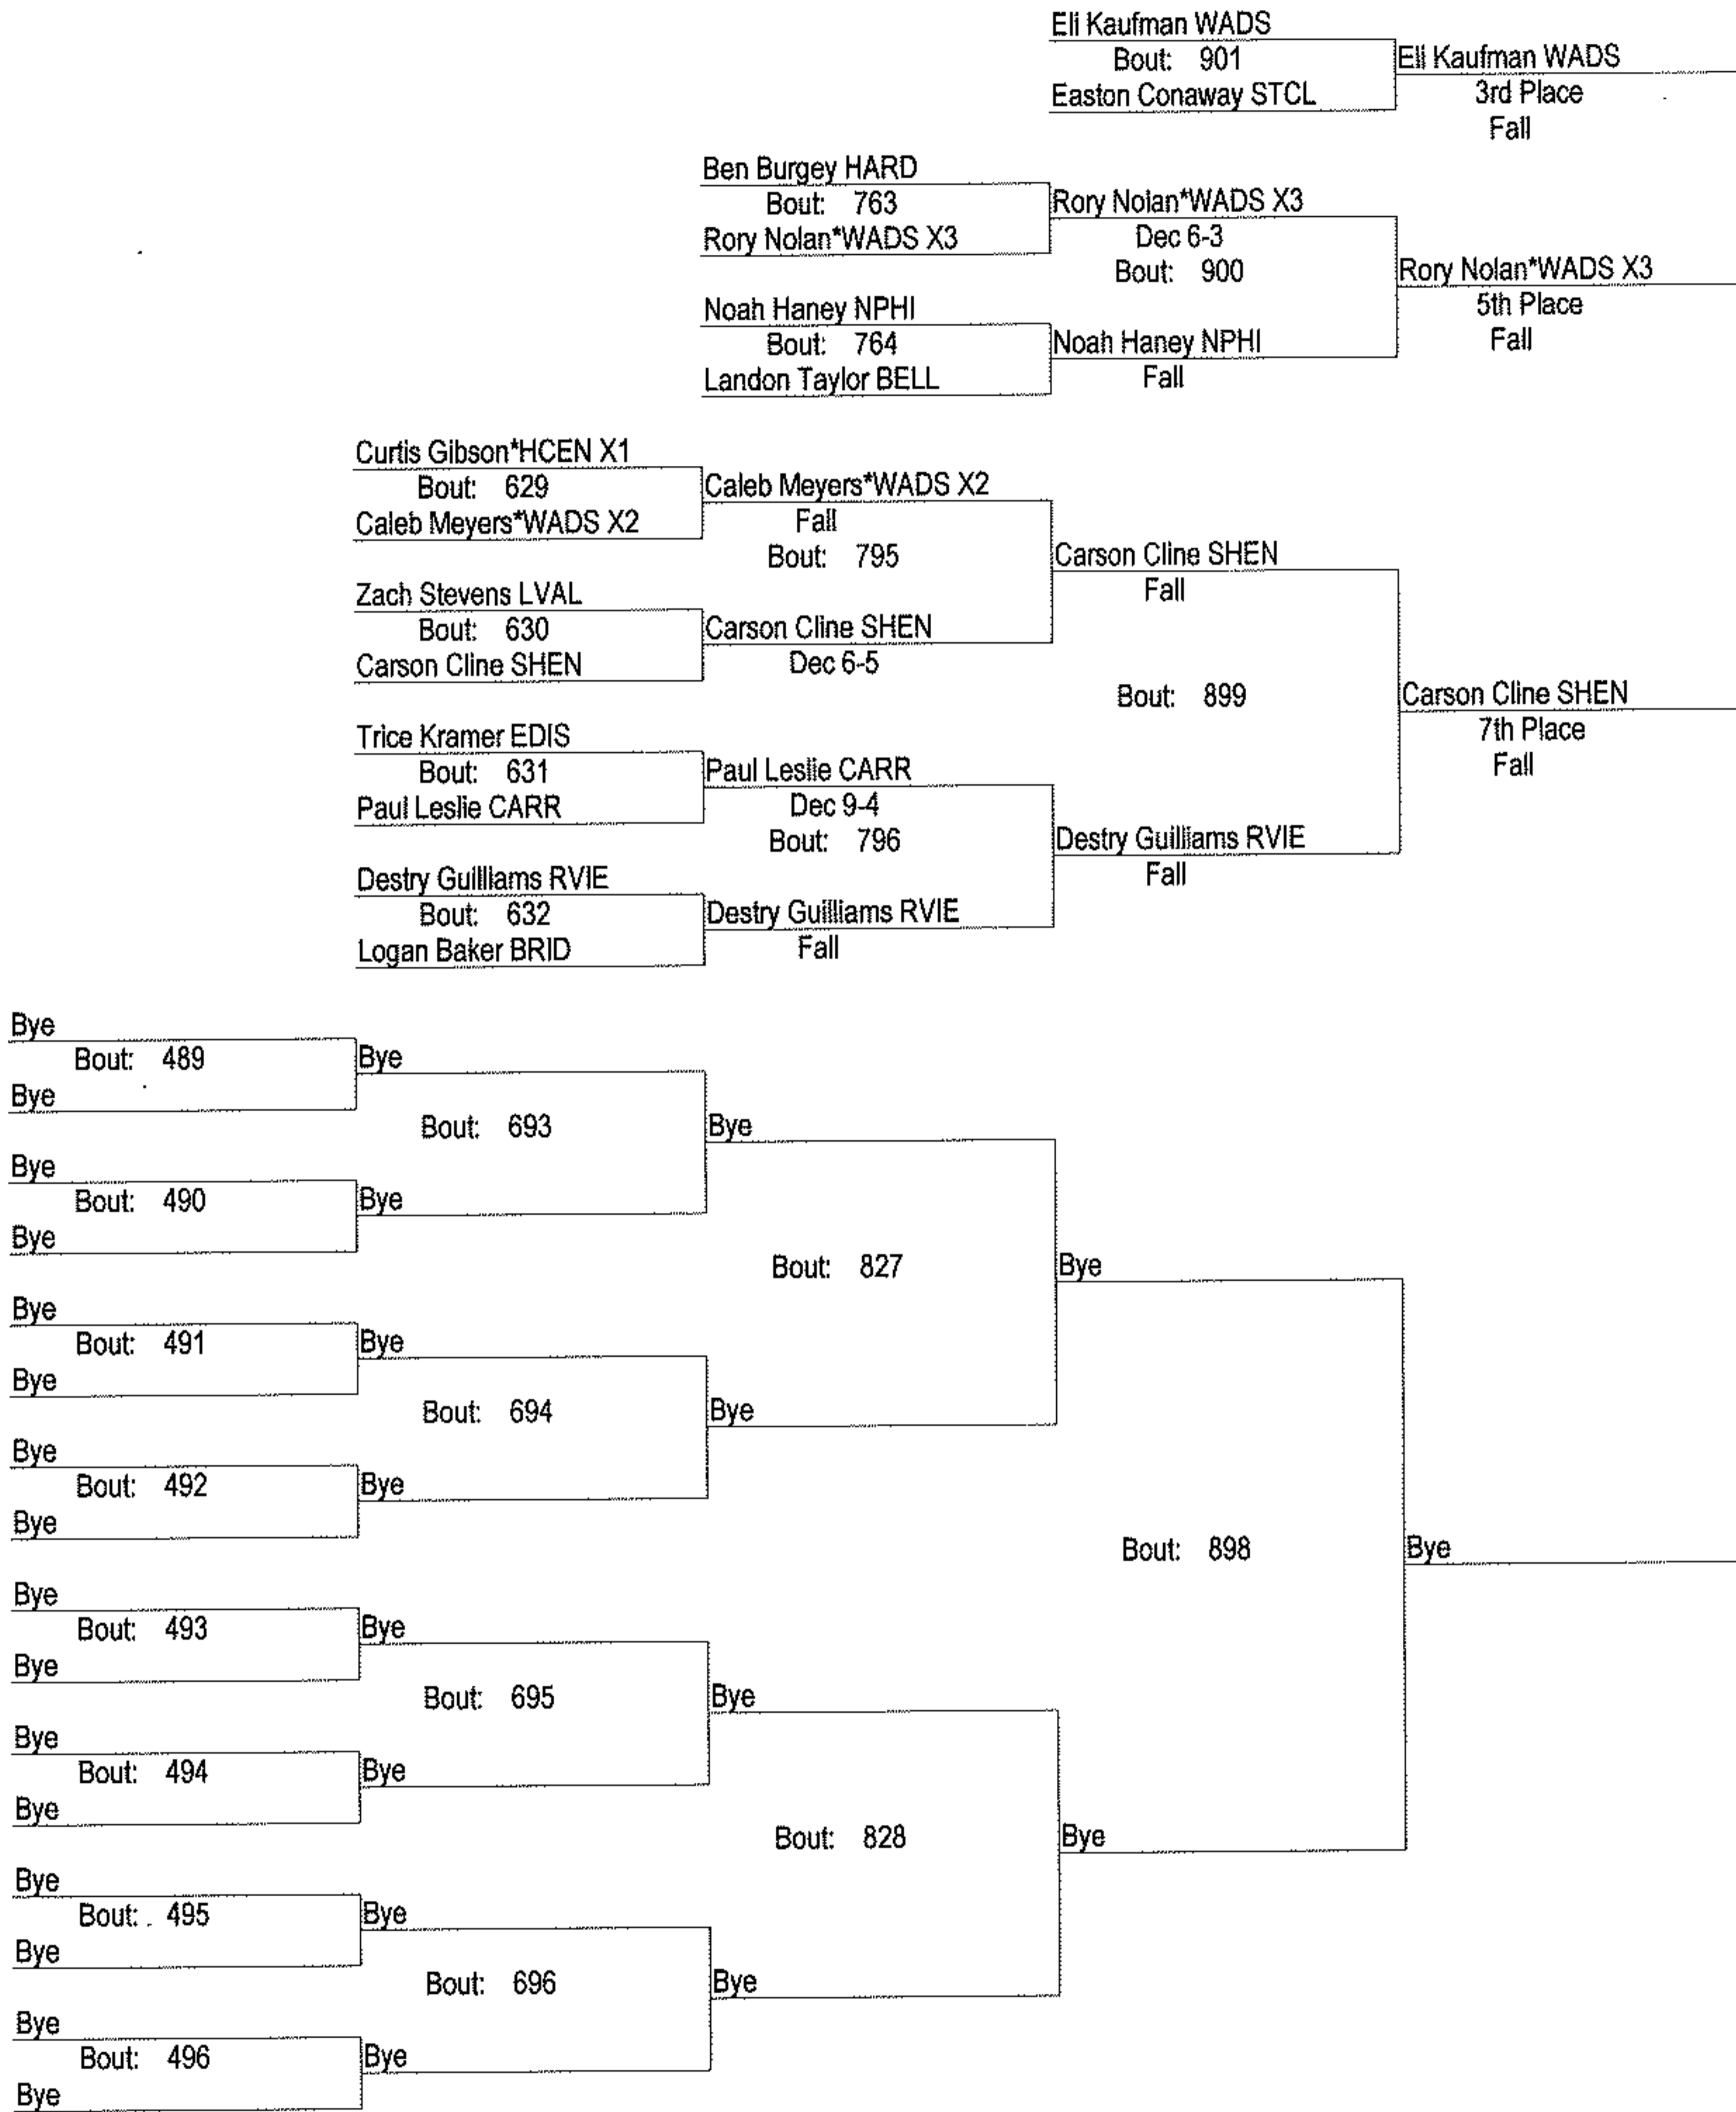 Eli Kaufman WADS
Bout: 901
Eli Kaufman WADS
Easton Conaway STCL
3rd Place
Fall
Ben Burgey HARD
Bout: 763
Rory Nolan*WADS X3
Rory Nolan*WADS X3
Dec 6-3
Bout: 900
Rory Nolan*WADS X3
5th Place
Fall
Noah Haney NPHI
Bout: 764
Noah Haney NPHI
Landon Taylor BELL
Fall
Curtis Gibson*HCEN X1
Bout: 629
Caleb Meyers*WADS X2
Caleb Meyers*WADS X2
Fall
Bout: 795
Carson Cline SHEN
Fall
Zach Stevens LVAL
Bout: 630
Carson Cline SHEN
Carson Cline SHEN
Dec 6-5
Bout: 899
Carson Cline SHEN
7th Place
Fall
Trice Kramer EDIS
Bout: 631
Paul Leslie CARR
Paul Leslie CARR
Dec 9-4
Bout: 796
Destry Guilliams RVIE
Fall
Destry Guilliams RVIE
Bout: 632
Destry Guilliams RVIE
Logan Baker BRID
Fall
Bye
Bout: 489
Bye
Bye
Bout: 693
Bye
Bye
Bout: 490
Bye
Bye
Bout: 827
Bye
Bye
Bout: 491
Bye
Bye
Bout: 694
Bye
Bye
Bout: 492
Bye
Bye
Bout: 898
Bye
Bye
Bout: 493
Bye
Bye
Bout: 695
Bye
Bye
Bout: 494
Bye
Bye
Bout: 828
Bye
Bye
Bout: 495
Bye
Bye
Bout: 696
Bye
Bye
Bout: 496
Bye
Bye